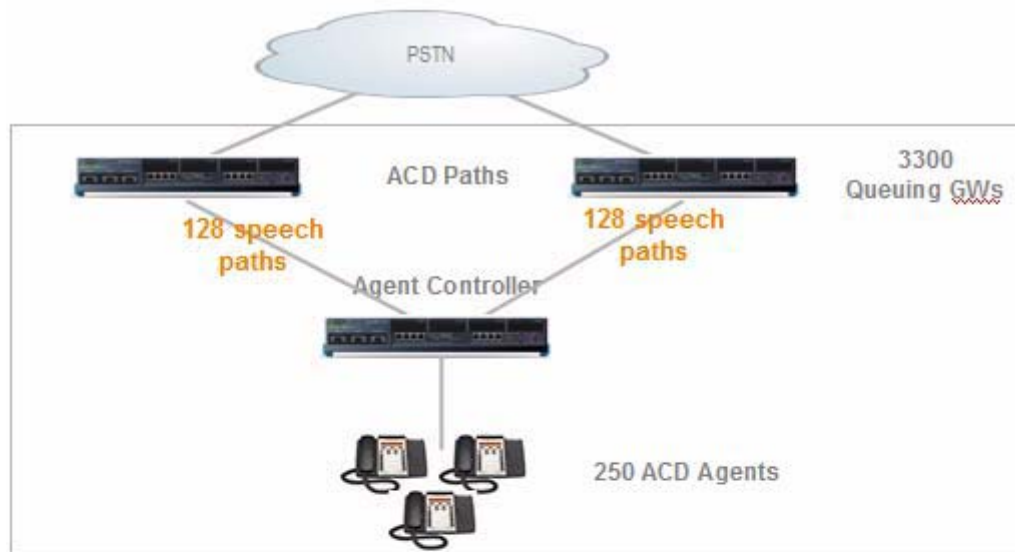 PSTN
ACD Paths
3300
Queuing GWs
128 speech
paths
128 speech
paths
Agent Controller
250 ACD Agents